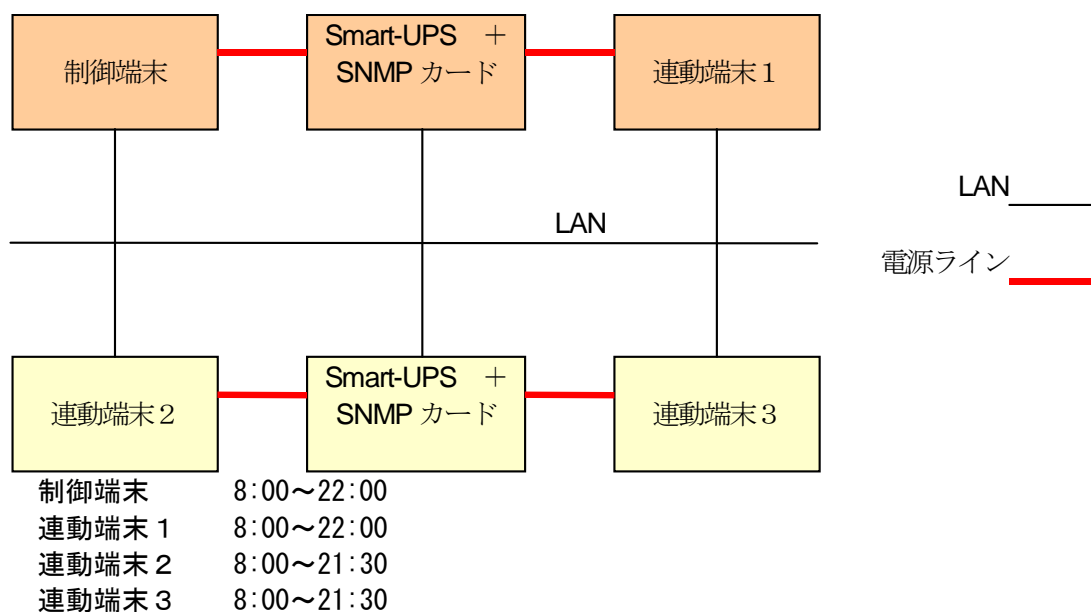 制御端末
Smart-UPS ＋
SNMP カード
連動端末１
LAN
LAN
電源ライン
連動端末２
Smart-UPS ＋
SNMP カード
連動端末３
制御端末 8:00～22:00
連動端末１ 8:00～22:00
連動端末２ 8:00～21:30
連動端末３ 8:00～21:30